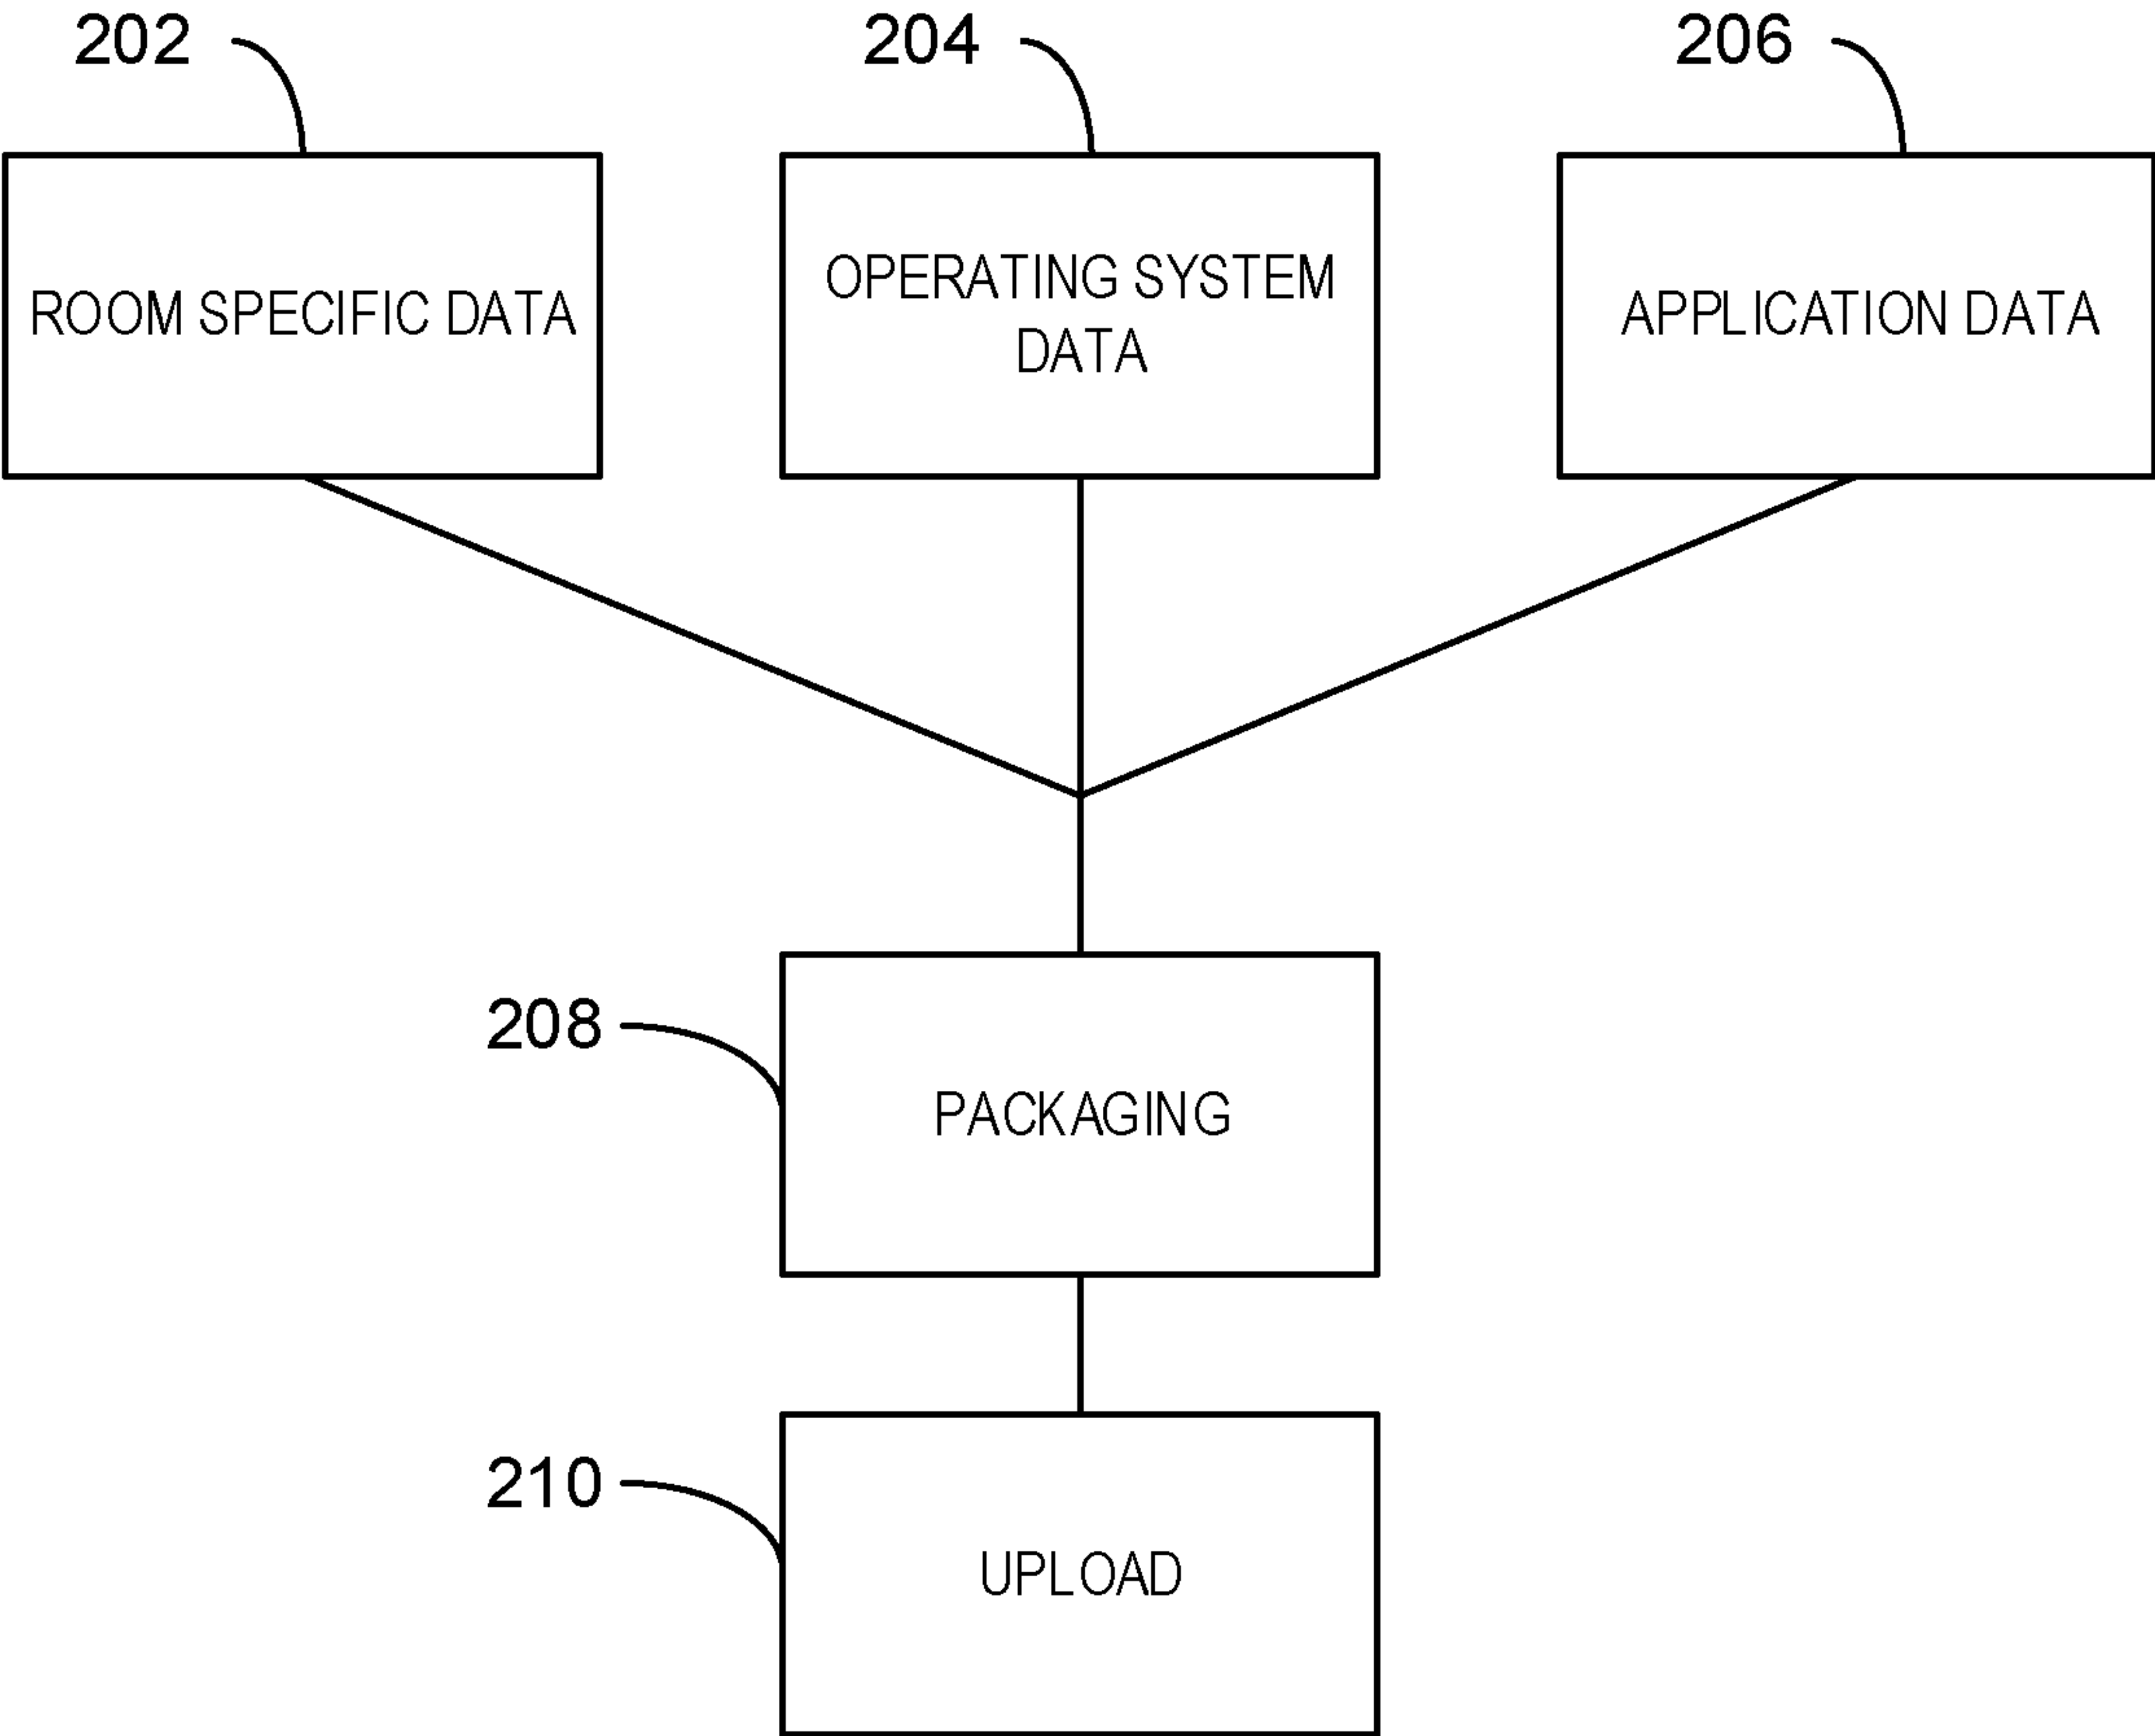 202
204
206
ROOM SPECIFIC DATA
OPERATING SYSTEM
DATA
APPLICATION DATA
208
PACKAGING
210
UPLOAD